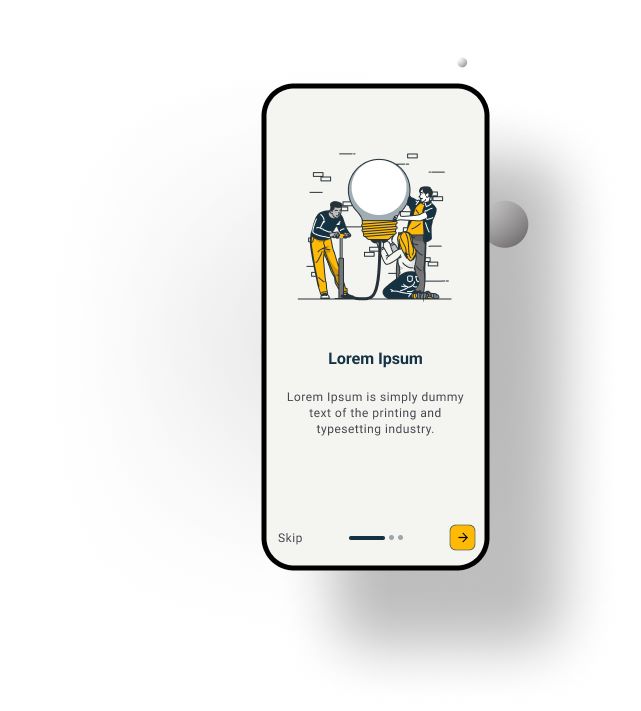 Lorem Ipsum
Lorem Ipsum is simply dummy
text of the printing and
typesetting industry.
Skip